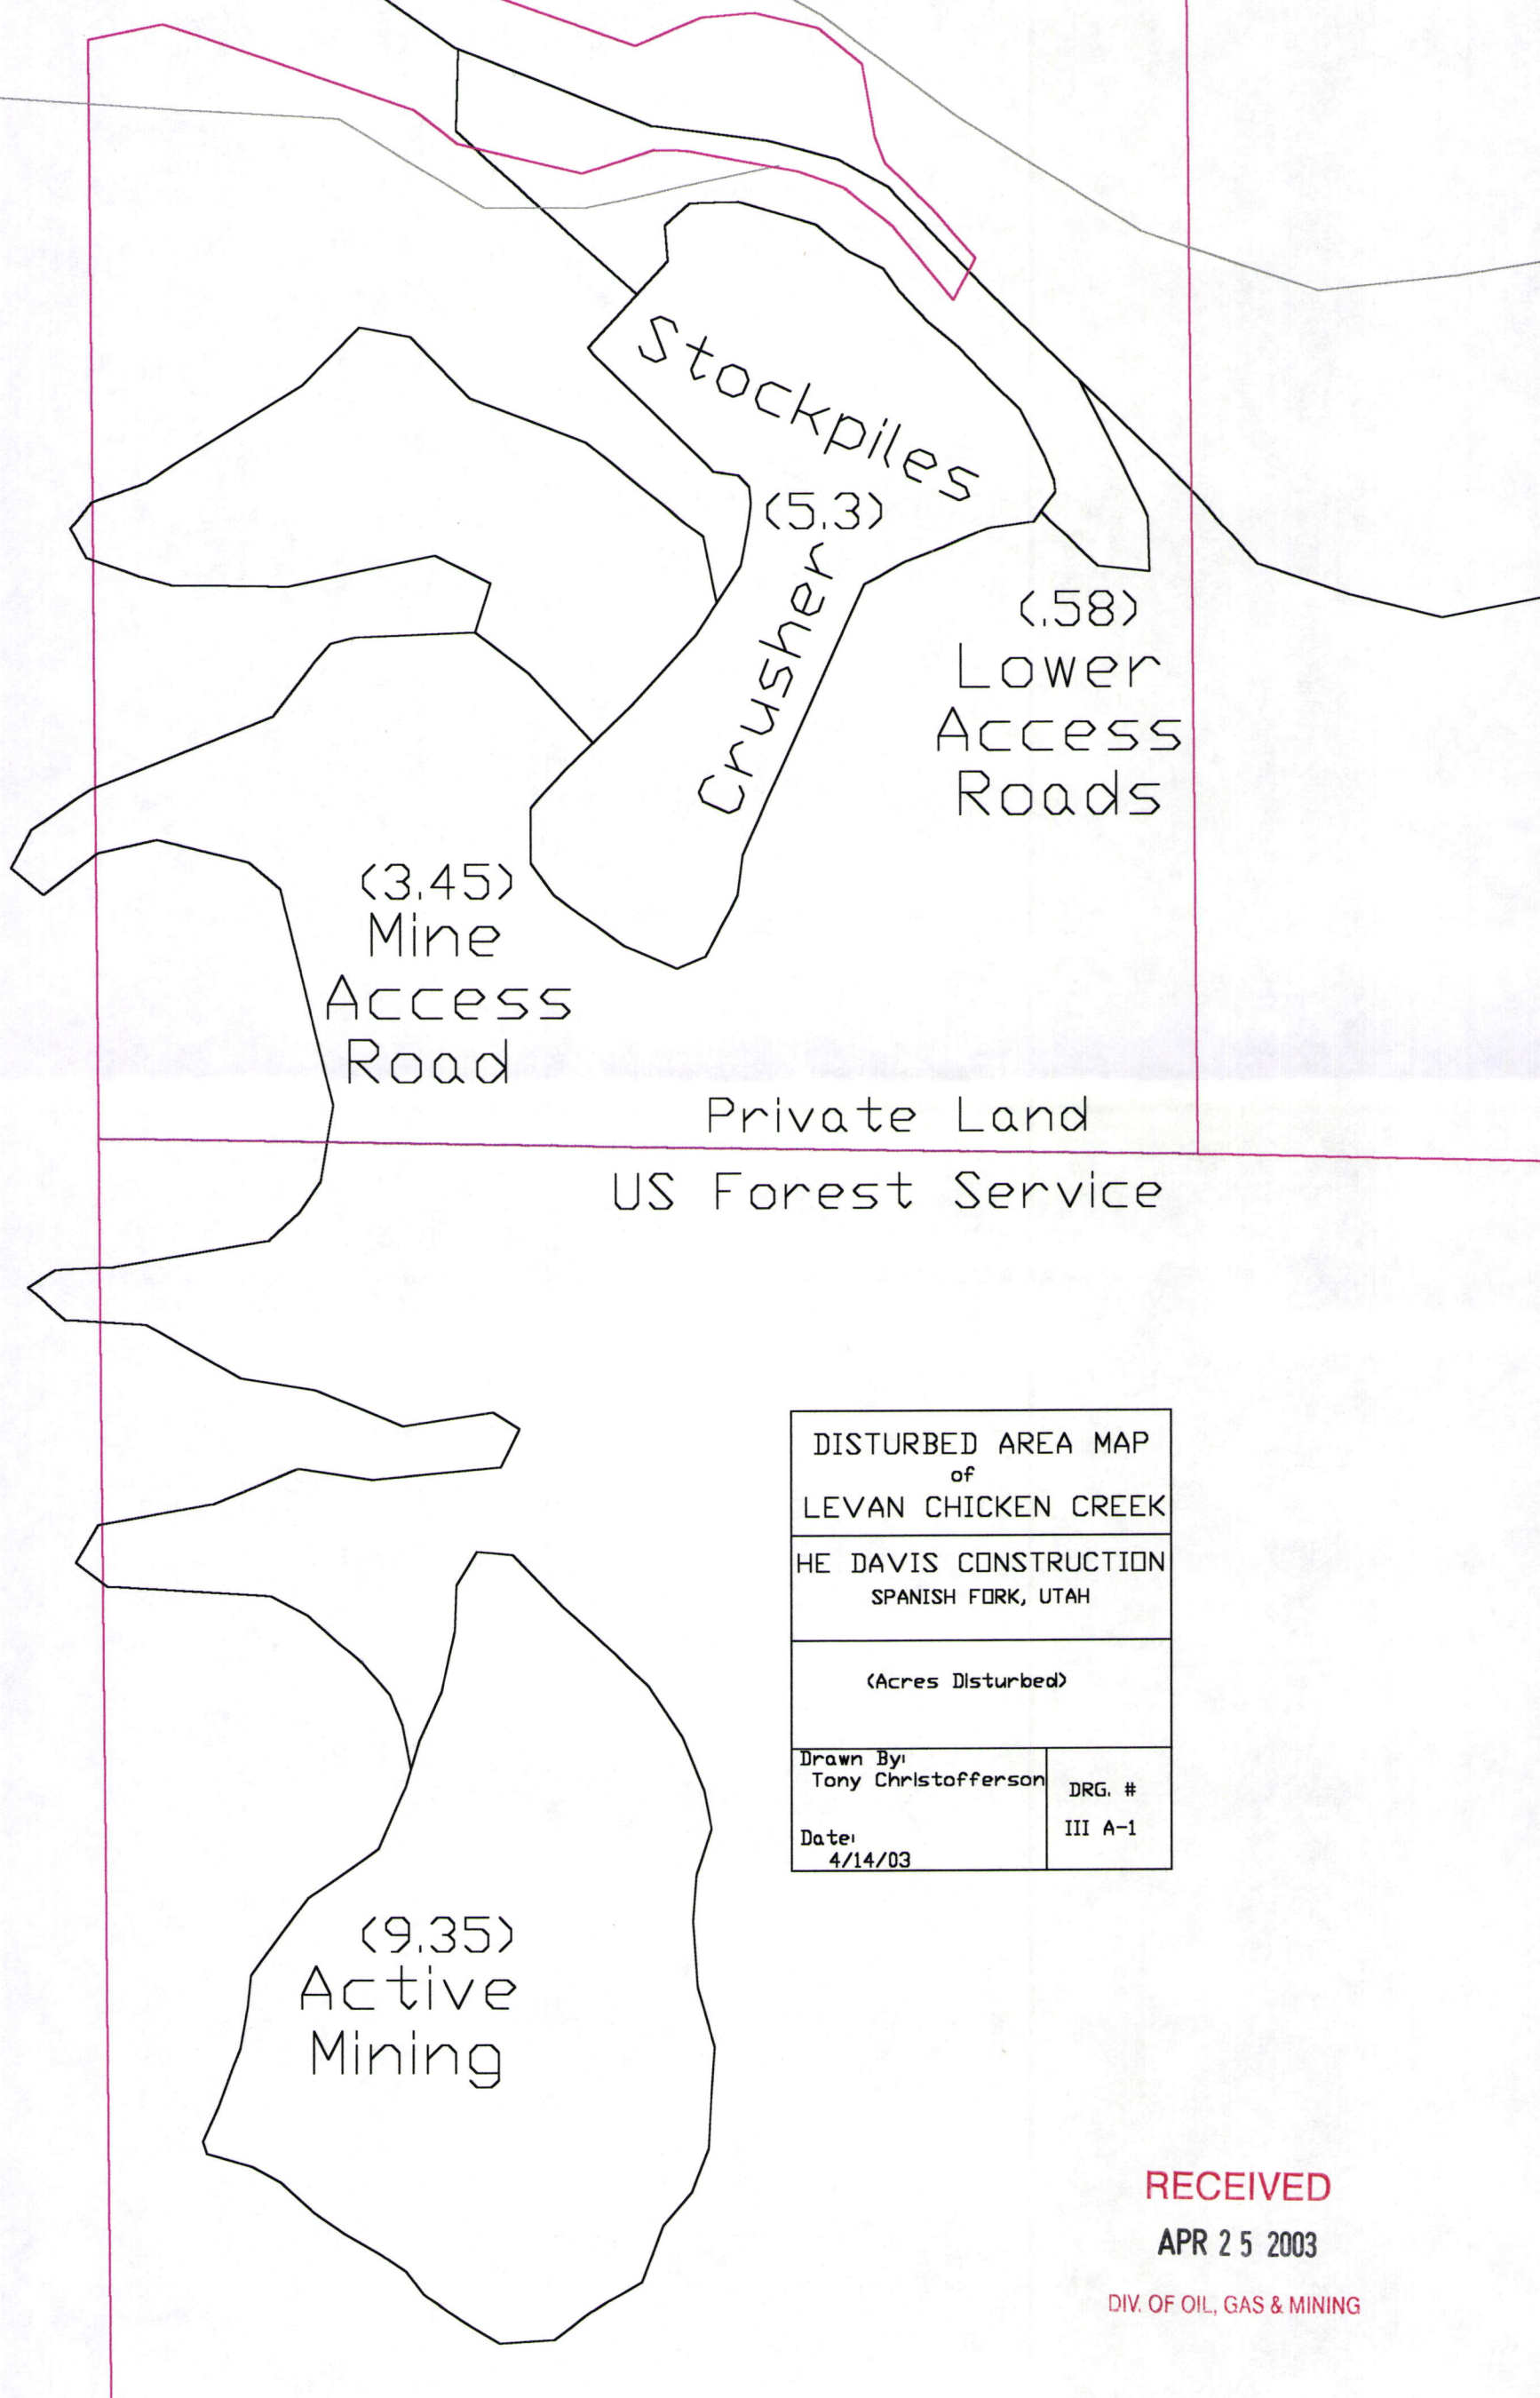 Stockpiles
(5.3)
Crusher
(.58)
Lower
Access
Roads
(3.45)
Mine
Access
Road
Private Land
US Forest Service
DISTURBED AREA MAP
of
LEVAN CHICKEN CREEK
HE DAVIS CONSTRUCTION
SPANISH FORK, UTAH
(Acres Disturbed)
Drawn By:
Tony Christofferson
DRG. #
III A-1
Date:
4/14/03
(9.35)
Active
Mining
RECEIVED
APR 25 2003
DIV. OF OIL, GAS & MINING